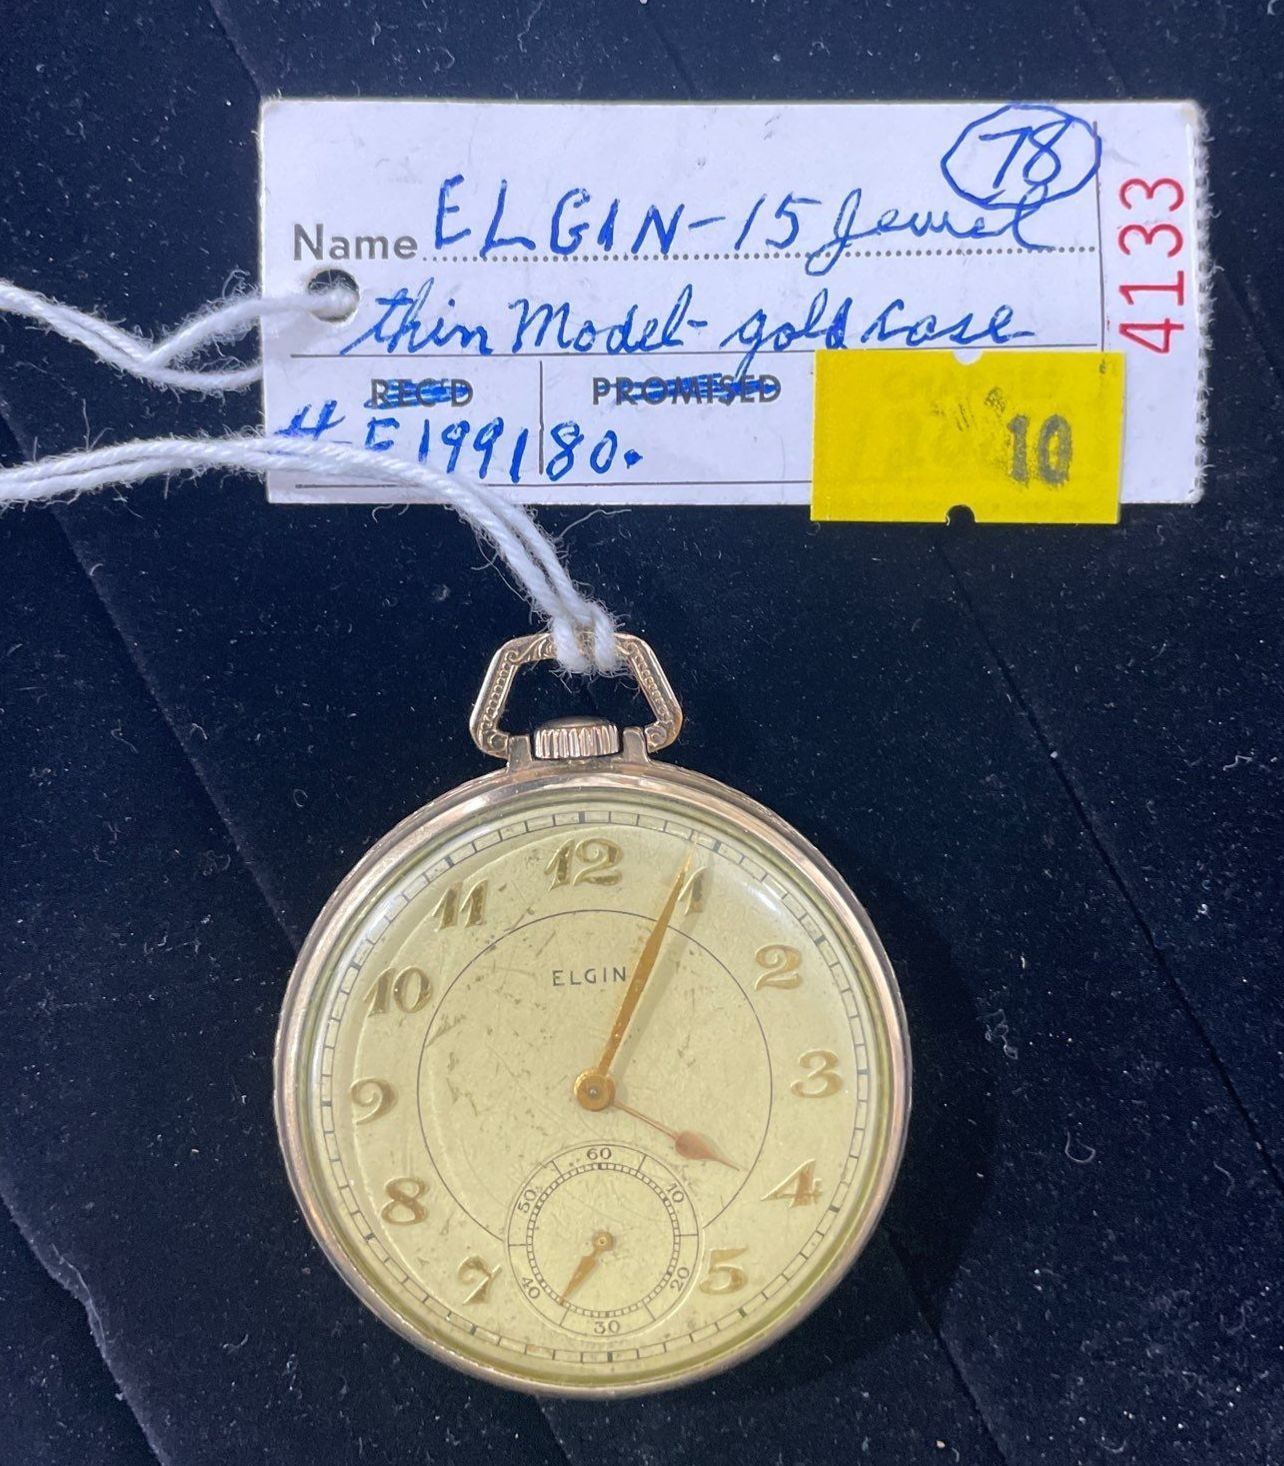 78
Name ELGIN-15 Jewel
4133
thin Model- gold case
REC'D PROMISED
# E199180.
10
12
11 1
ELGIN
10 2
9 3
8 4
7 5
60
50 10
40 20
30